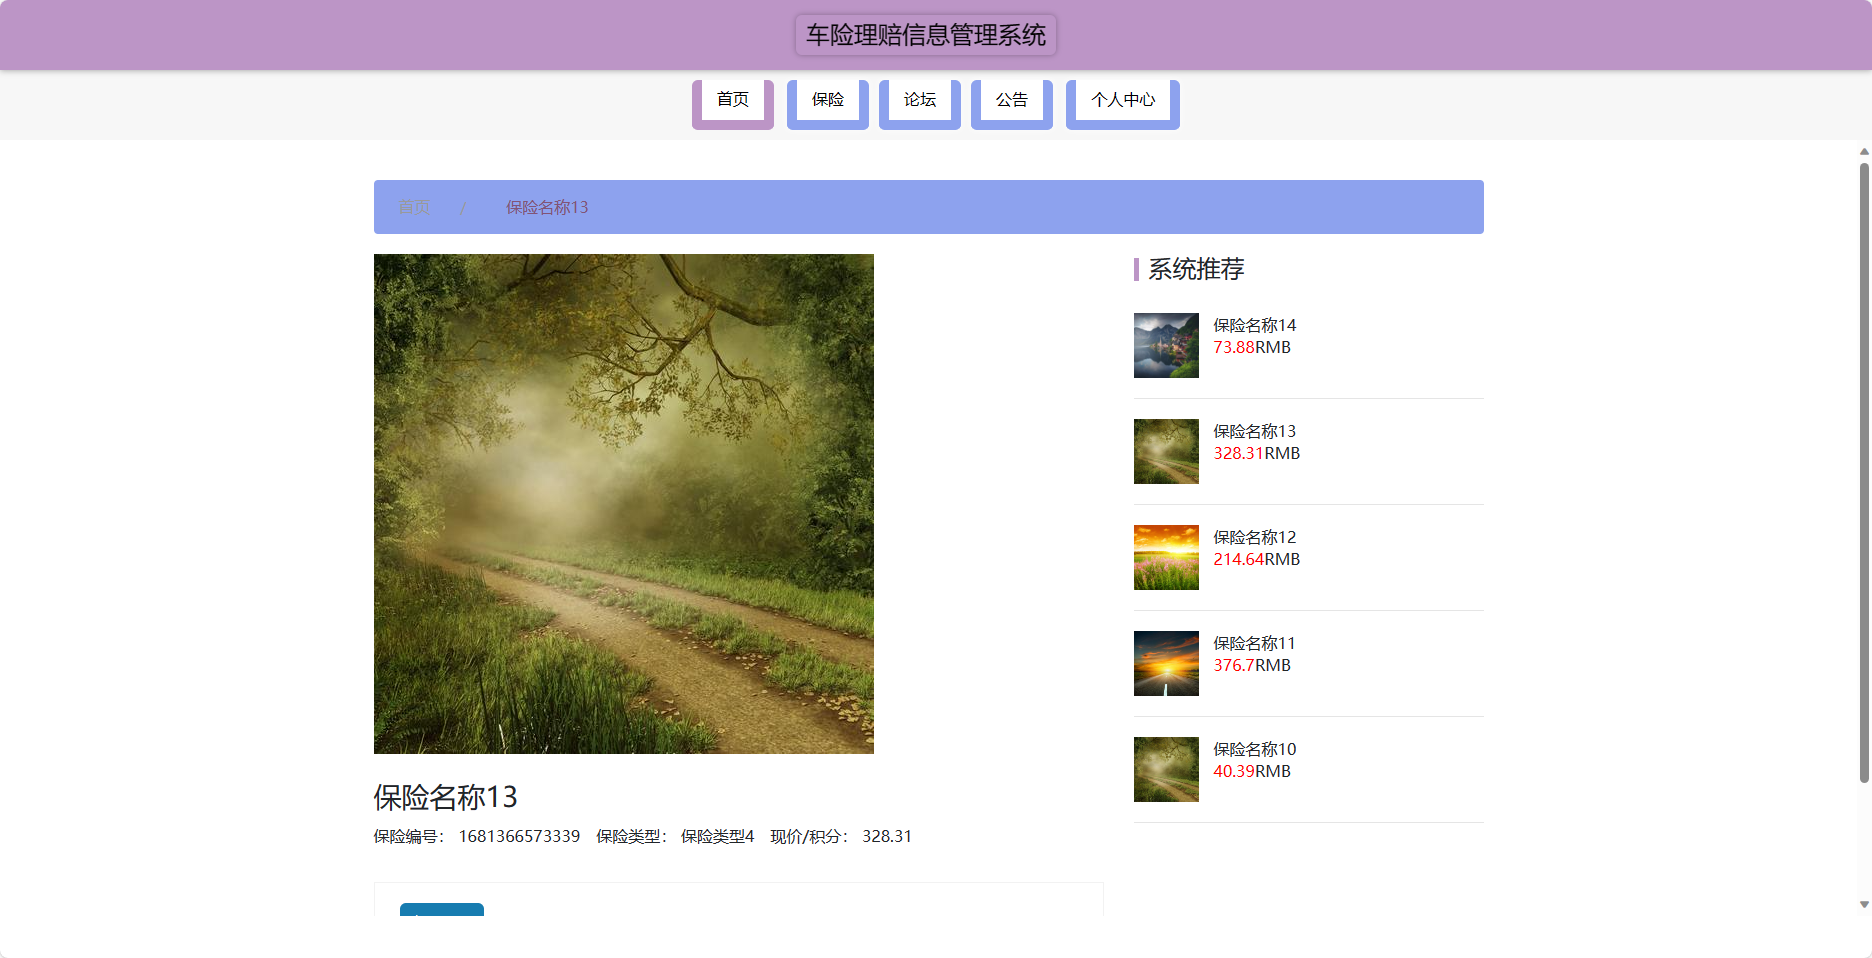 车险理赔信息管理系统
首页 保险 论坛 公告 个人中心
首页 / 保险名称13
系统推荐
保险名称14
73.88RMB
保险名称13
328.31RMB
保险名称12
214.64RMB
保险名称11
376.7RMB
保险名称10
40.39RMB
保险名称13
保险编号： 1681366573339 保险类型： 保险类型4 现价/积分： 328.31